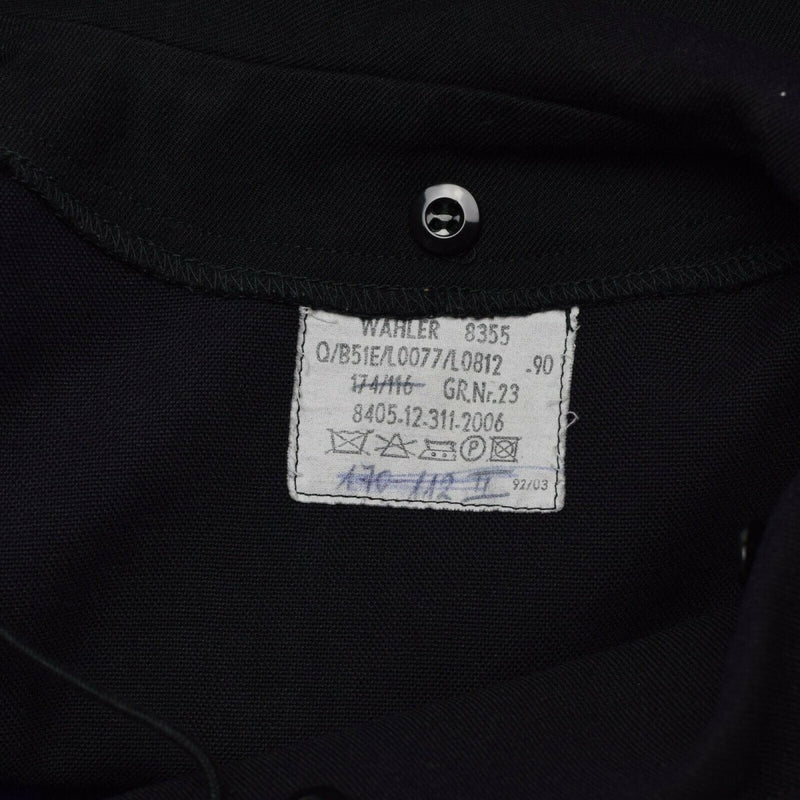 WAHLER 8355
Q/B51E/L0077/L0812 -90
174/116 GR.Nr.23
8405-12-311-2006
P
170 112 II 92/03